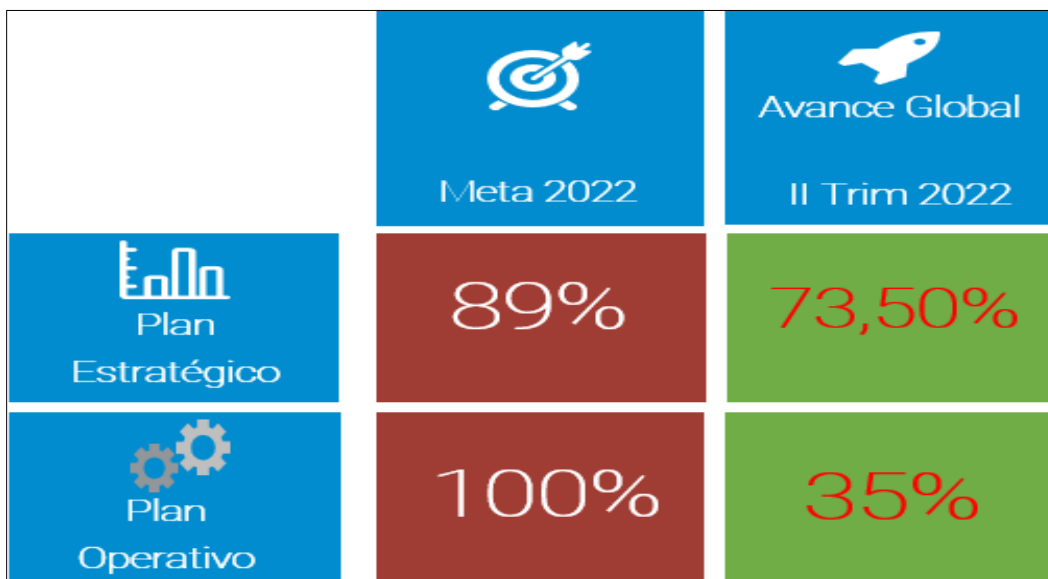 Meta 2022
Avance Global
II Trim 2022
Plan
Estratégico
89%
73,50%
Plan
Operativo
100%
35%